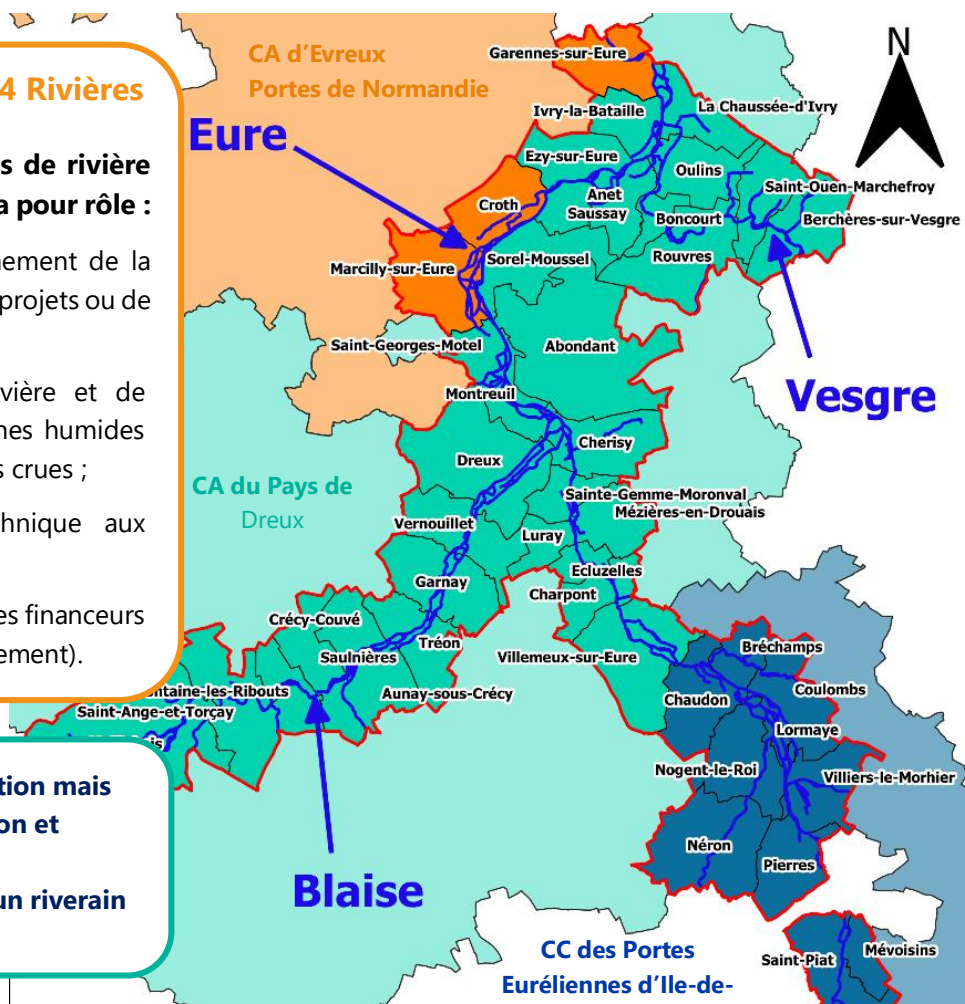 4 Rivières
s de rivière
a pour rôle :
nement de la
projets ou de
vière et de
nes humides
s crues ;
chnique aux
es financeurs
ement).
tion mais
on et
un riverain
CA d'Evreux
Portes de Normandie
Garennes-sur-Eure
N
La Chaussée-d'Ivry
Ivry-la-Bataille
Eure
Ezy-sur-Eure
Oulins
Saint-Ouen-Marchefroy
Anet
Croth
Saussay
Boncourt
Berchères-sur-Vesgre
Rouvres
Sorel-Moussel
Marcilly-sur-Eure
Saint-Georges-Motel
Abondant
Montreuil
Vesgre
Cherisy
Dreux
CA du Pays de
Dreux
Sainte-Gemme-Moronval
Mézières-en-Drouais
Vernouillet
Luray
Ecluzelles
Garnay
Charpont
Crécy-Couvé
Tréon
Bréchamps
Saulnières
Villemeux-sur-Eure
Coulombs
ntaine-les-Ribouts
Aunay-sous-Crécy
Chaudon
Saint-Ange-et-Torçay
Lormaye
Nogent-le-Roi
Villiers-le-Morhier
Néron
Pierres
Blaise
CC des Portes
Euréliennes d'Ile-de-
Saint-Piat
Mévoisins